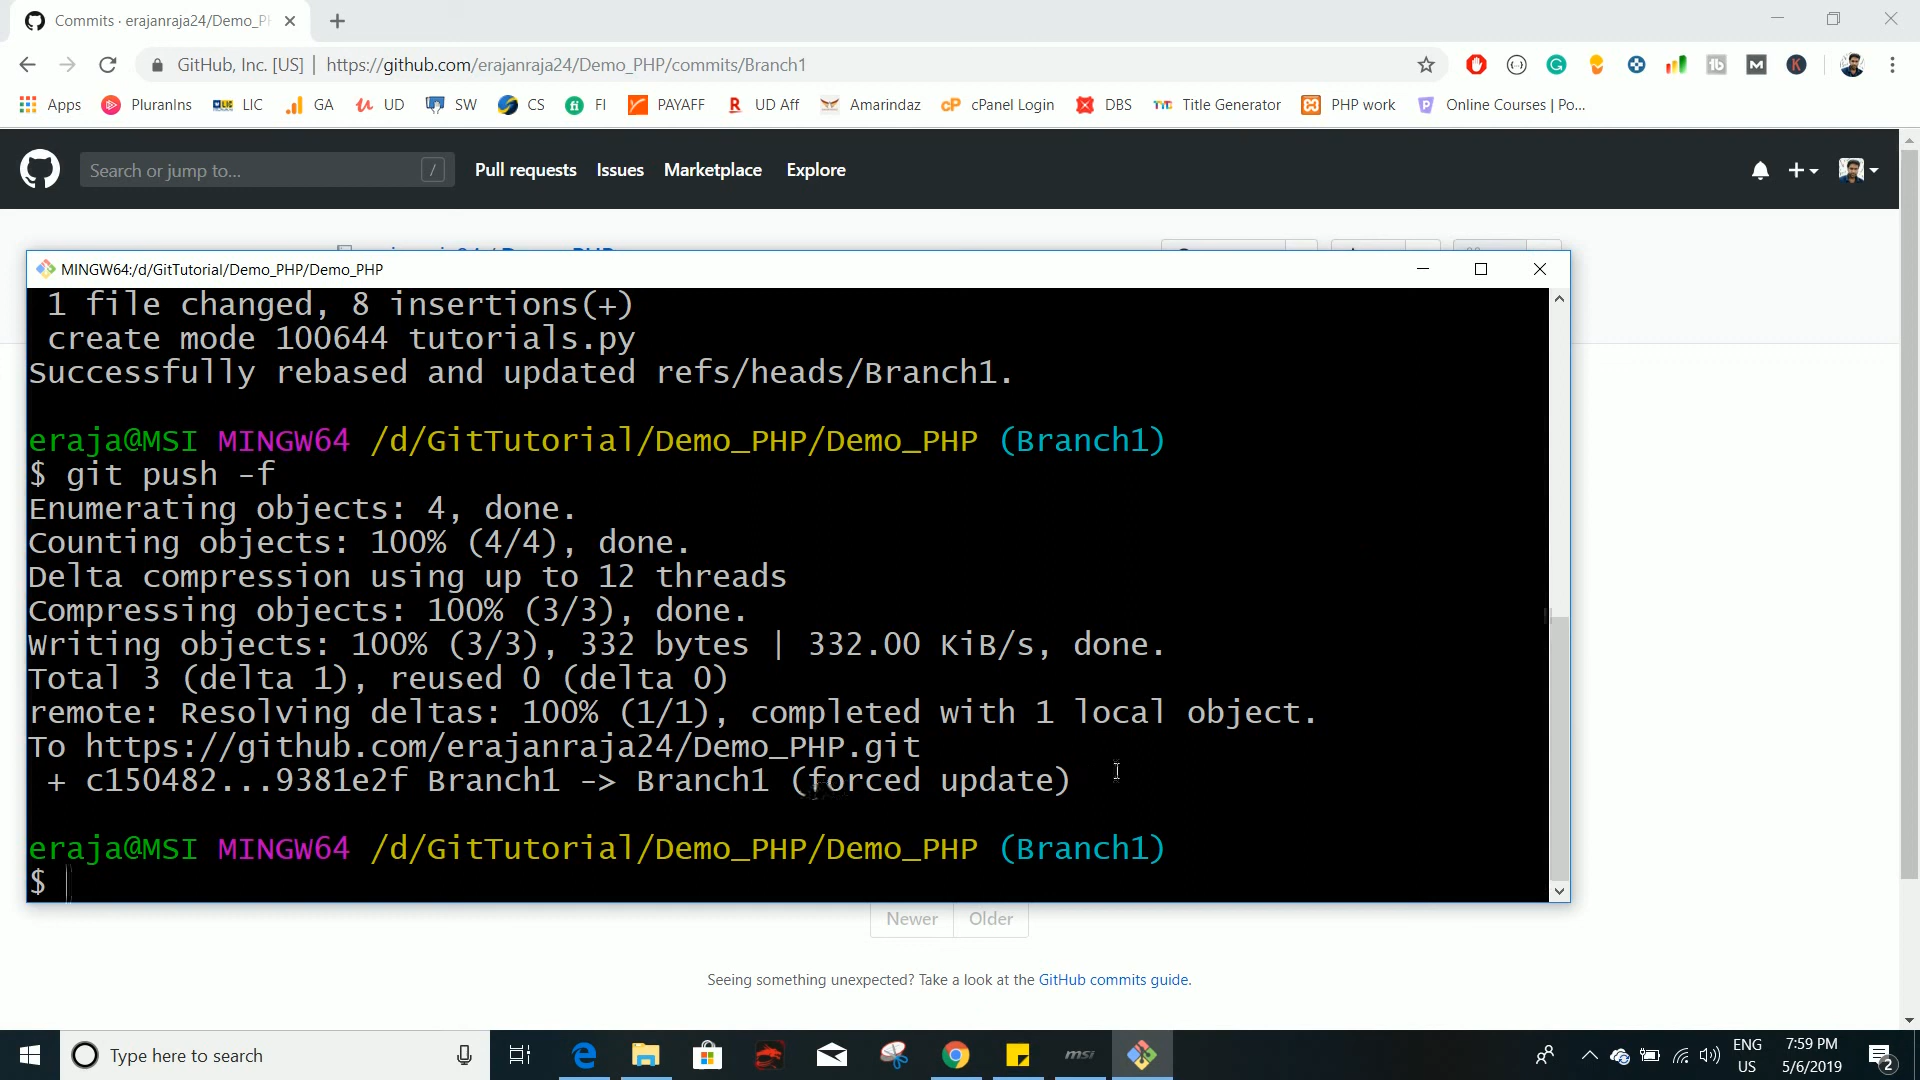 Commits · erajanraja24/Demo_P
GitHub, Inc. [US] | https://github.com/erajanraja24/Demo_PHP/commits/Branch1
Apps PluranIns LIC GA UD SW CS FI PAYAFF UD Aff Amarindaz cPanel Login DBS Title Generator PHP work Online Courses | Po...
Search or jump to... / Pull requests Issues Marketplace Explore
MINGW64:/d/GitTutorial/Demo_PHP/Demo_PHP
1 file changed, 8 insertions(+)
create mode 100644 tutorials.py
Successfully rebased and updated refs/heads/Branch1.
eraja@MSI MINGW64 /d/GitTutorial/Demo_PHP/Demo_PHP (Branch1)
$ git push -f
Enumerating objects: 4, done.
Counting objects: 100% (4/4), done.
Delta compression using up to 12 threads
Compressing objects: 100% (3/3), done.
Writing objects: 100% (3/3), 332 bytes | 332.00 KiB/s, done.
Total 3 (delta 1), reused 0 (delta 0)
remote: Resolving deltas: 100% (1/1), completed with 1 local object.
To https://github.com/erajanraja24/Demo_PHP.git
+ c150482...9381e2f Branch1 -> Branch1 (forced update)
eraja@MSI MINGW64 /d/GitTutorial/Demo_PHP/Demo_PHP (Branch1)
$
Newer Older
Seeing something unexpected? Take a look at the GitHub commits guide.
Type here to search
msi
ENG
US
7:59 PM
5/6/2019
2